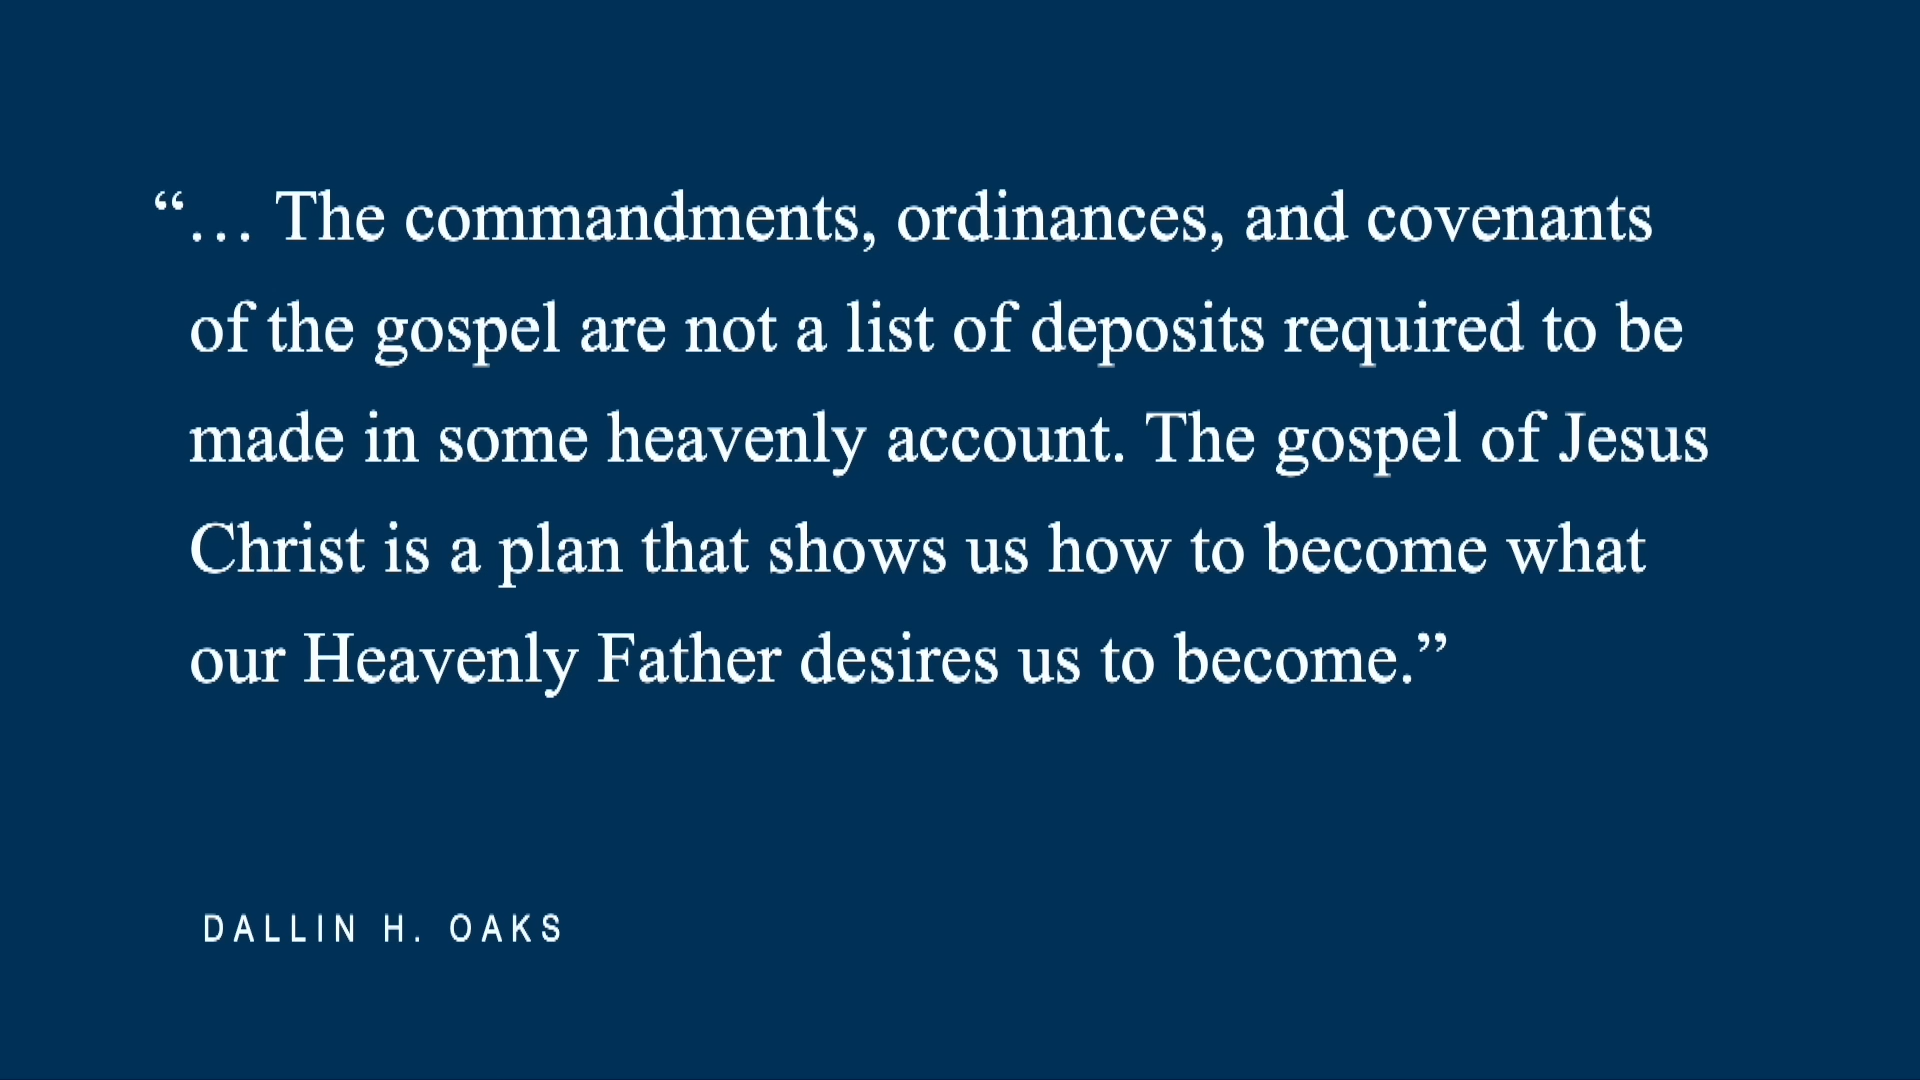 “… The commandments, ordinances, and covenants
of the gospel are not a list of deposits required to be
made in some heavenly account. The gospel of Jesus
Christ is a plan that shows us how to become what
our Heavenly Father desires us to become.”
DALLIN H. OAKS